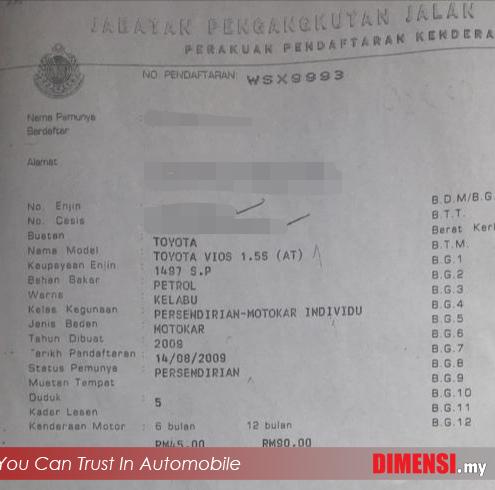 JABATAN PENGANGKUTAN JALAN
PERAKUAN PENDAFTARAN KENDERA
NO. PENDAFTARAN: WSX9993
Nama Pemunya :
Berdaftar
Alamat :
No. Enjin :
No. Casis :
Buatan : TOYOTA
Nama Model : TOYOTA VIOS 1.5S (AT)
Keupayaan Enjin : 1497 S.P
Bahan Bakar : PETROL
Warna : KELABU
Kelas Kegunaan : PERSENDIRIAN-MOTOKAR INDIVIDU
Jenis Badan : MOTOKAR
Tahun Dibuat : 2009
Tarikh Pendaftaran : 14/08/2009
Status Pemunya : PERSENDIRIAN
Muatan Tempat
Duduk : 5
Kadar Lesen
Kenderaan Motor : 6 bulan 12 bulan
RM45.00 RM90.00
B.D.M/B.G
B.T.T.
Berat Ker
B.T.M.
B.G.1
B.G.2
B.G.3
B.G.4
B.G.5
B.G.6
B.G.7
B.G.8
B.G.9
B.G.10
B.G.11
B.G.12
You Can Trust In Automobile
DIMENSI.my